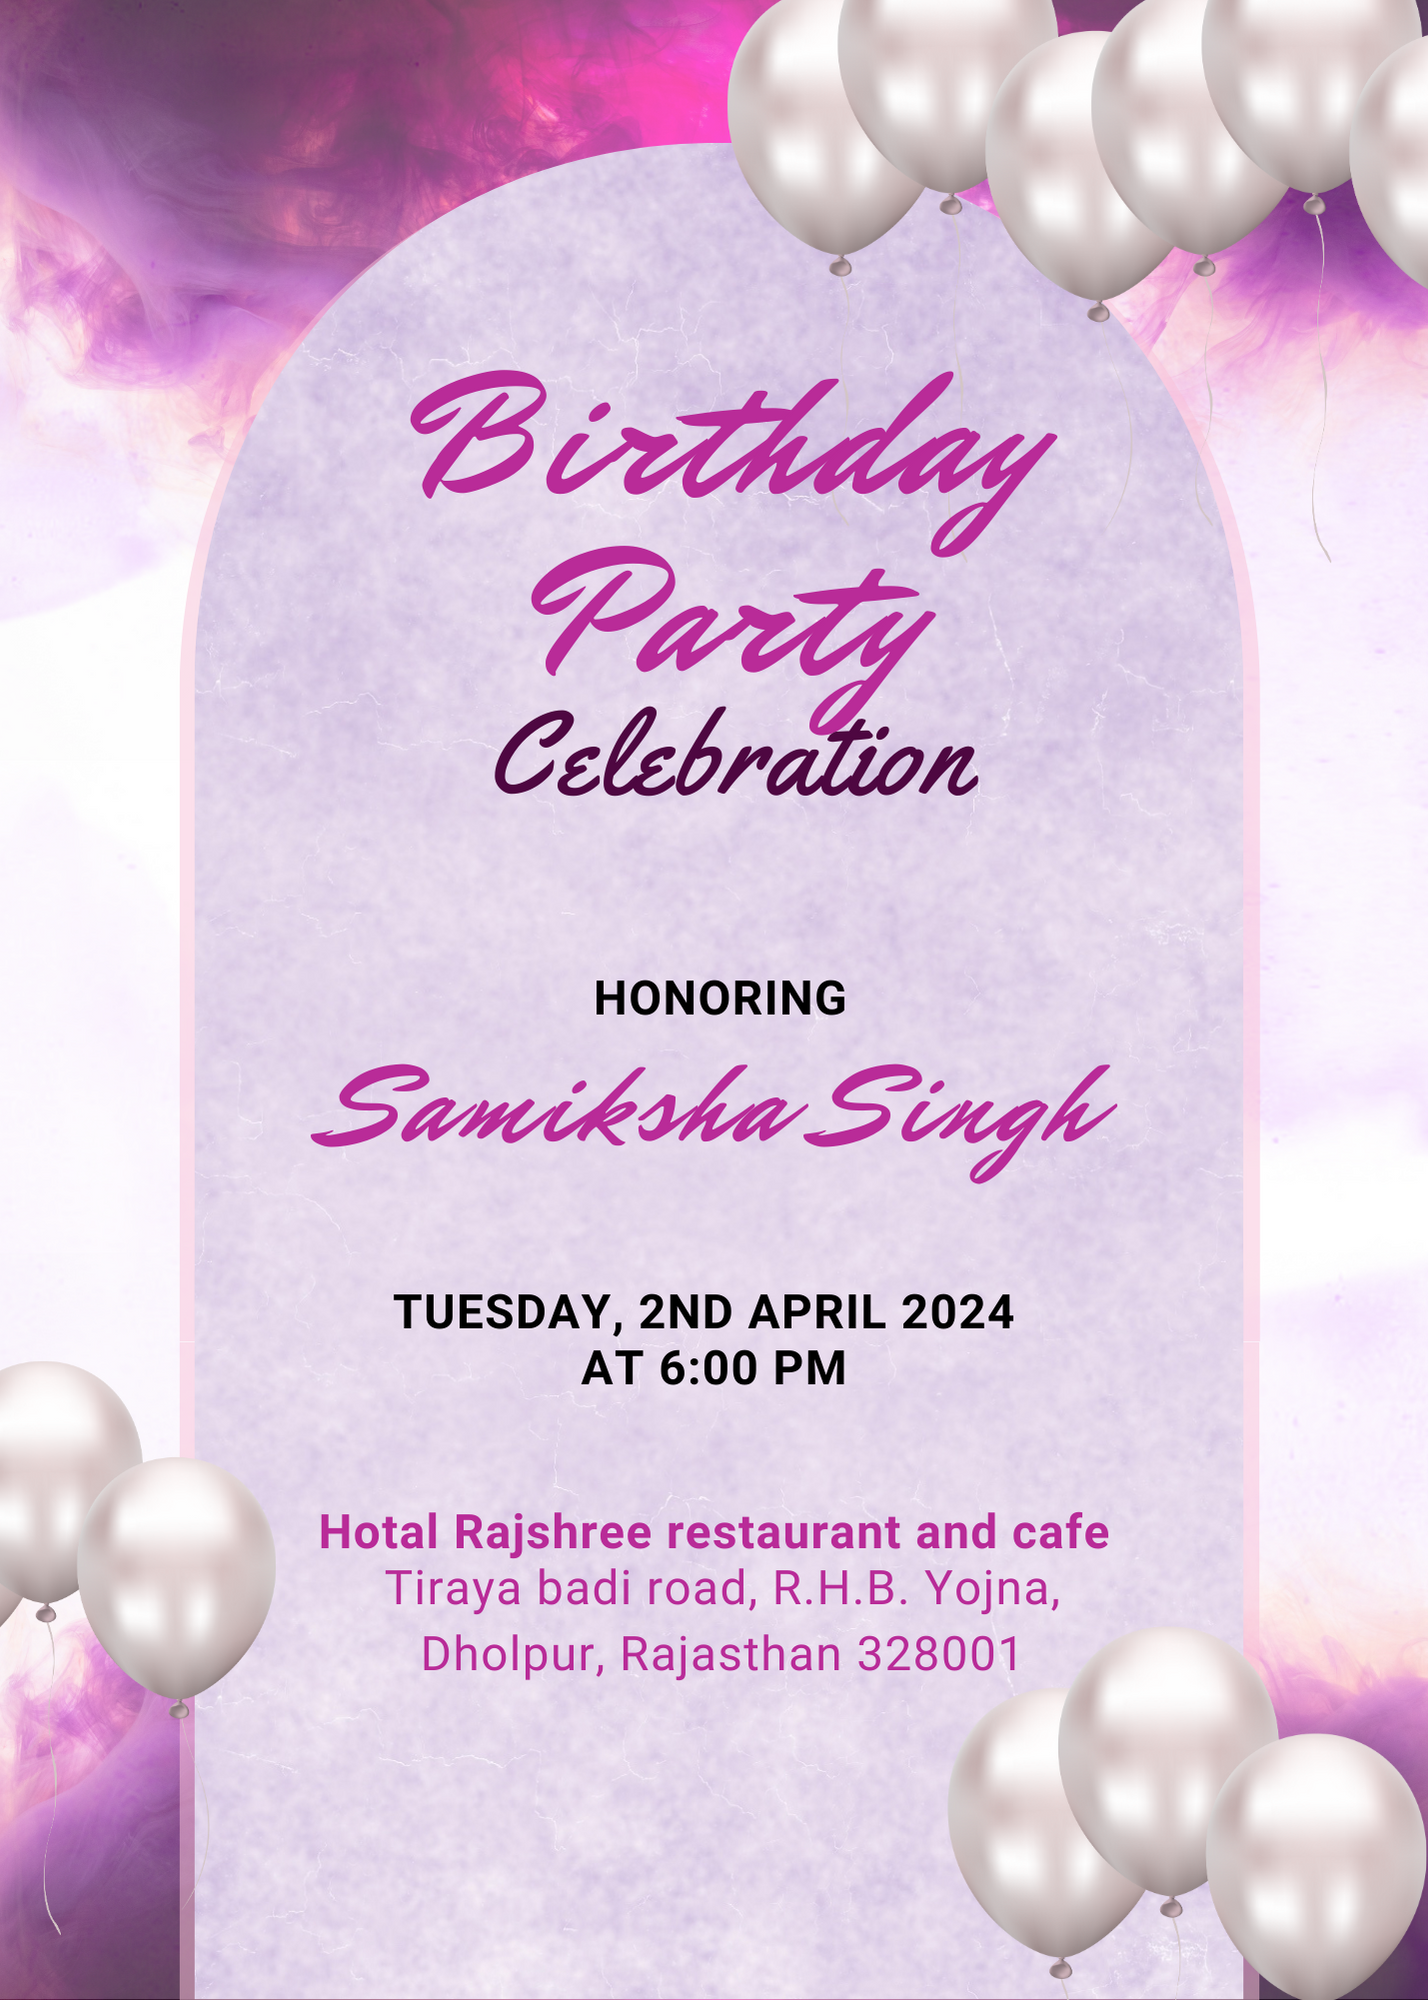 Birthday
Party
Celebration
HONORING
Samiksha Singh
TUESDAY, 2ND APRIL 2024
AT 6:00 PM
Hotal Rajshree restaurant and cafe
Tiraya badi road, R.H.B. Yojna,
Dholpur, Rajasthan 328001